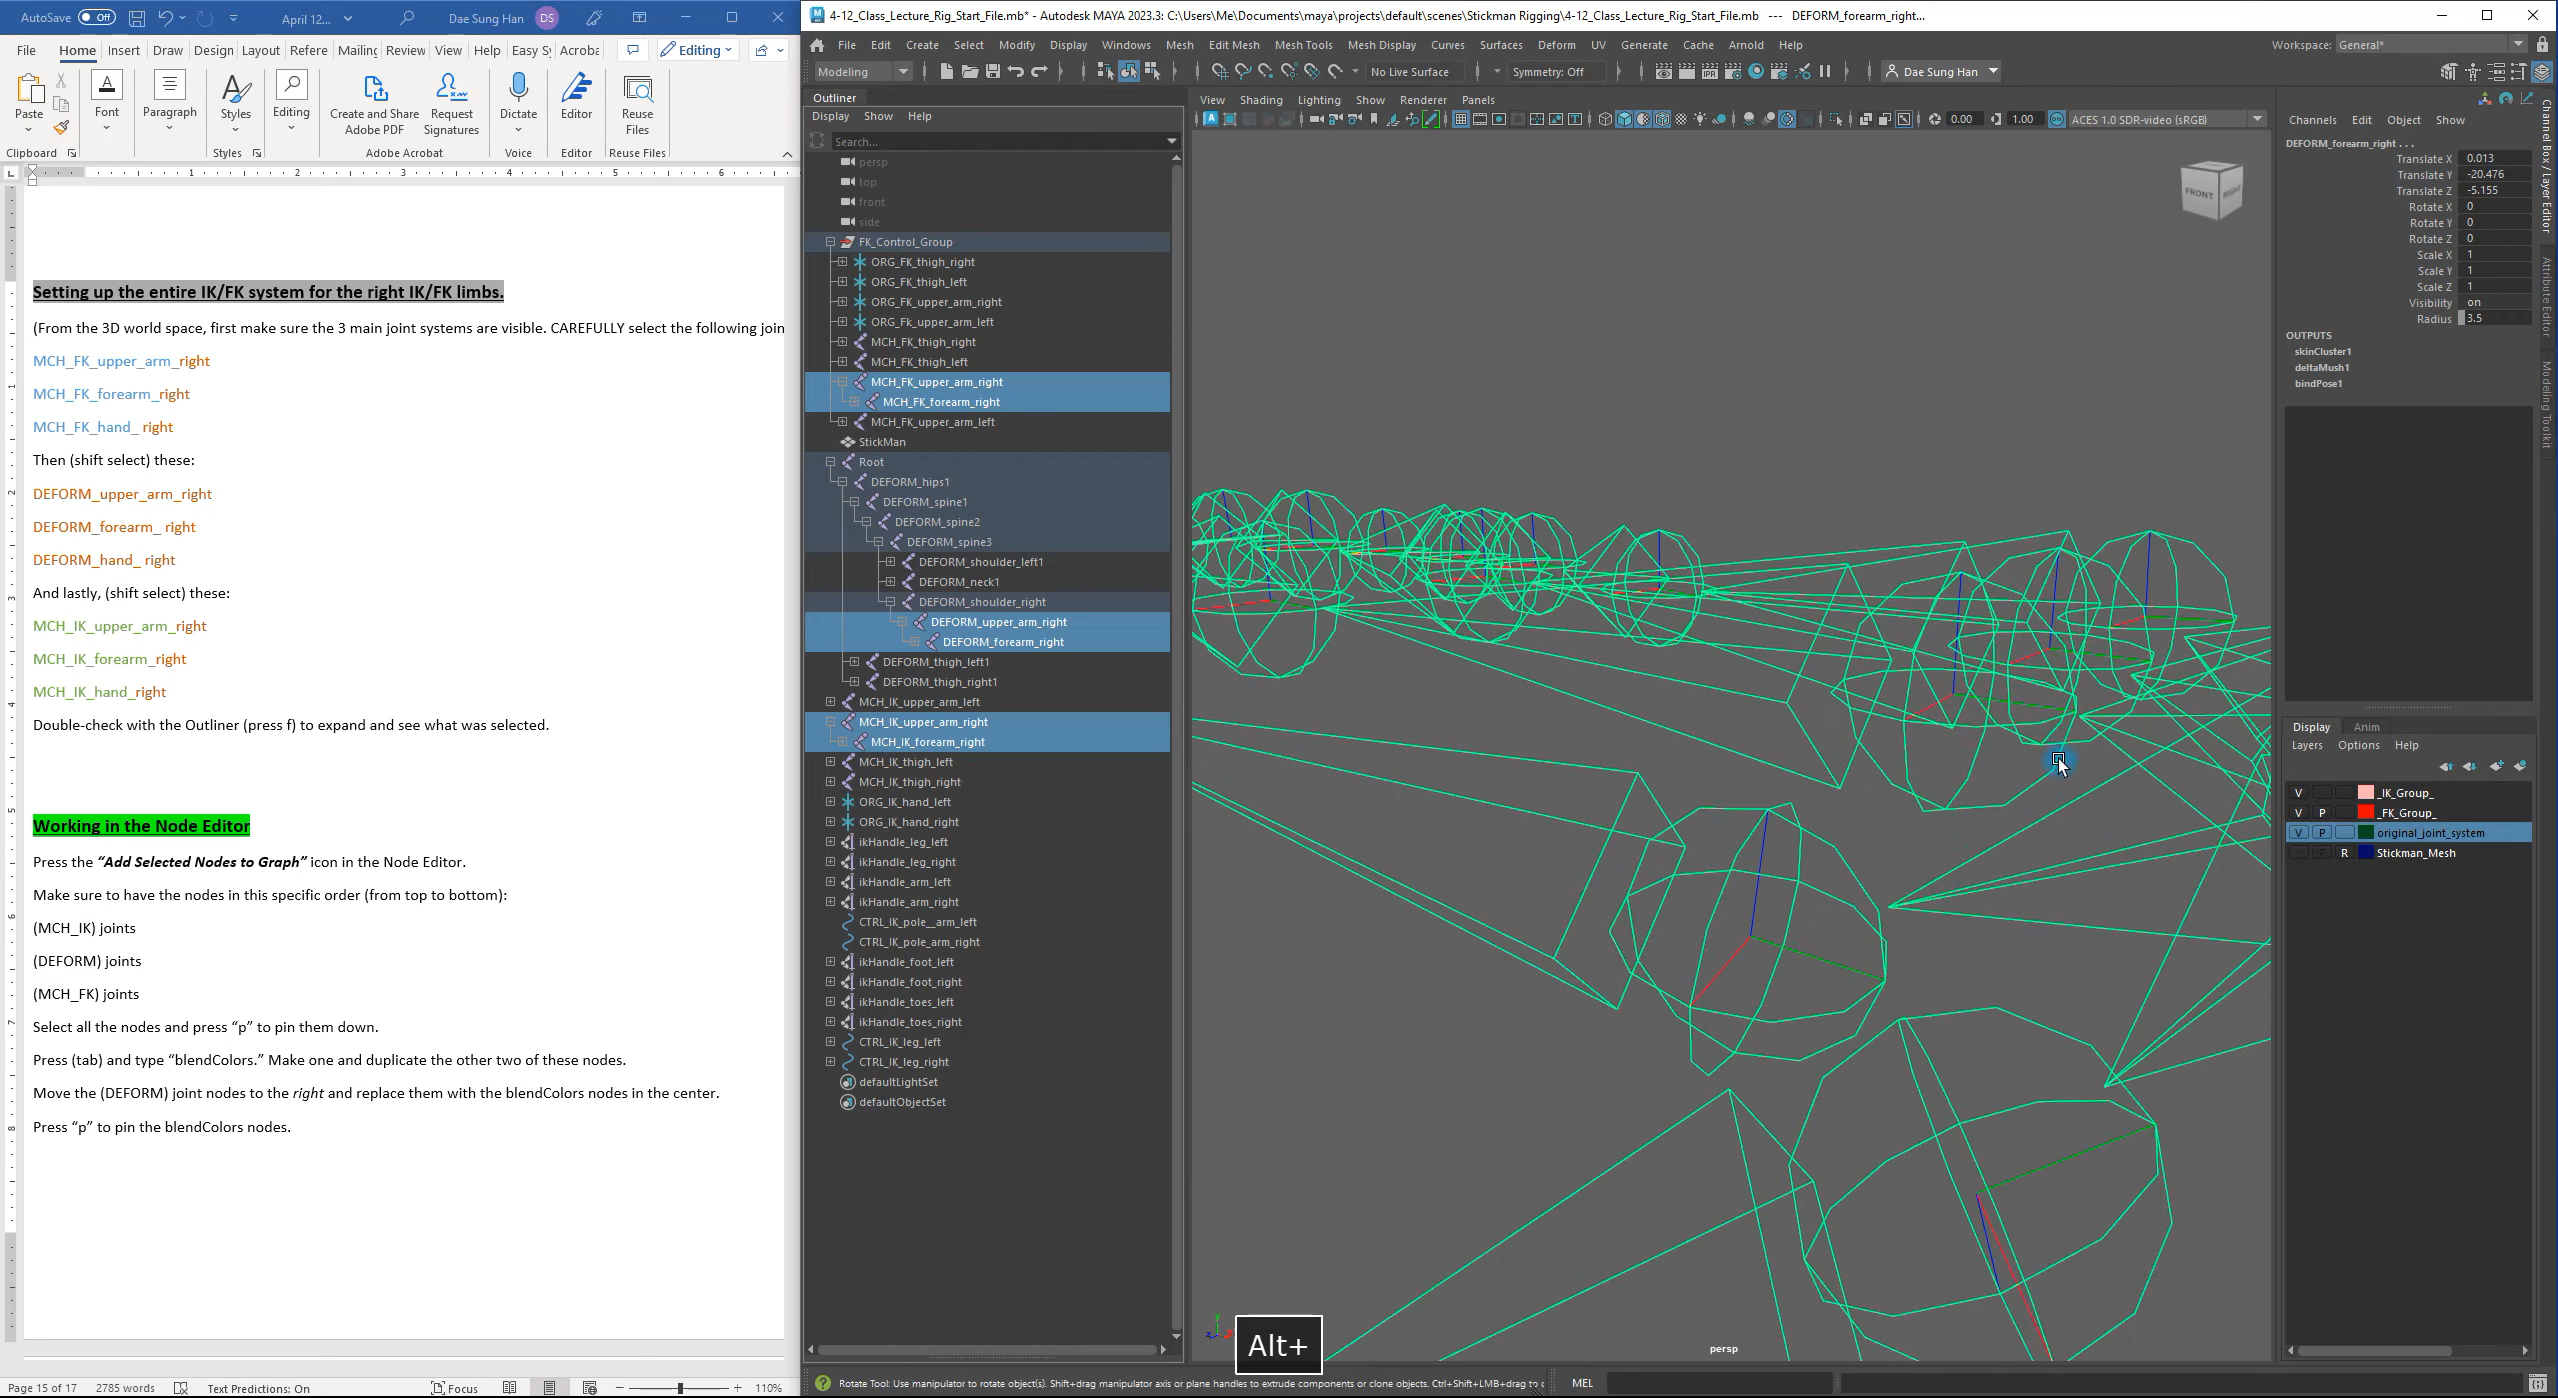 AutoSave Off April 12... Dae Sung Han DS
File Home Insert Draw Design Layout Refere Mailing Review View Help Easy Sy Acroba Editing
Paste Font Paragraph Styles Editing Create and Share Adobe PDF Request Signatures Dictate Editor Reuse Files
Clipboard Styles Adobe Acrobat Voice Editor Reuse Files
1 2 3 4 5 6
Setting up the entire IK/FK system for the right IK/FK limbs.
(From the 3D world space, first make sure the 3 main joint systems are visible. CAREFULLY select the following join
MCH_FK_upper_arm_right
MCH_FK_forearm_right
MCH_FK_hand_ right
Then (shift select) these:
DEFORM_upper_arm_right
DEFORM_forearm_ right
DEFORM_hand_ right
And lastly, (shift select) these:
MCH_IK_upper_arm_right
MCH_IK_forearm_right
MCH_IK_hand_right
Double-check with the Outliner (press f) to expand and see what was selected.
Working in the Node Editor
Press the “Add Selected Nodes to Graph” icon in the Node Editor.
Make sure to have the nodes in this specific order (from top to bottom):
(MCH_IK) joints
(DEFORM) joints
(MCH_FK) joints
Select all the nodes and press “p” to pin them down.
Press (tab) and type “blendColors.” Make one and duplicate the other two of these nodes.
Move the (DEFORM) joint nodes to the right and replace them with the blendColors nodes in the center.
Press “p” to pin the blendColors nodes.
Page 15 of 17 2785 words Text Predictions: On Focus 110%
4-12_Class_Lecture_Rig_Start_File.mb* - Autodesk MAYA 2023.3: C:\Users\Me\Documents\maya\projects\default\scenes\Stickman Rigging\4-12_Class_Lecture_Rig_Start_File.mb --- DEFORM_forearm_right...
File Edit Create Select Modify Display Windows Mesh Edit Mesh Mesh Tools Mesh Display Curves Surfaces Deform UV Generate Cache Arnold Help Workspace: General*
Modeling No Live Surface Symmetry: Off IPR Dae Sung Han
Outliner
Display Show Help
Search...
persp
top
front
side
FK_Control_Group
ORG_FK_thigh_right
ORG_FK_thigh_left
ORG_FK_upper_arm_right
ORG_Fk_upper_arm_left
MCH_FK_thigh_right
MCH_FK_thigh_left
MCH_FK_upper_arm_right
MCH_FK_forearm_right
MCH_FK_upper_arm_left
StickMan
Root
DEFORM_hips1
DEFORM_spine1
DEFORM_spine2
DEFORM_spine3
DEFORM_shoulder_left1
DEFORM_neck1
DEFORM_shoulder_right
DEFORM_upper_arm_right
DEFORM_forearm_right
DEFORM_thigh_left1
DEFORM_thigh_right1
MCH_IK_upper_arm_left
MCH_IK_upper_arm_right
MCH_IK_forearm_right
MCH_IK_thigh_left
MCH_IK_thigh_right
ORG_IK_hand_left
ORG_IK_hand_right
ikHandle_leg_left
ikHandle_leg_right
ikHandle_arm_left
ikHandle_arm_right
CTRL_IK_pole__arm_left
CTRL_IK_pole_arm_right
ikHandle_foot_left
ikHandle_foot_right
ikHandle_toes_left
ikHandle_toes_right
CTRL_IK_leg_left
CTRL_IK_leg_right
defaultLightSet
defaultObjectSet
View Shading Lighting Show Renderer Panels
0.00 1.00 ACES 1.0 SDR-video (sRGB)
FRONT RIGHT
Alt+
persp
Channels Edit Object Show
DEFORM_forearm_right . . .
Translate X 0.013
Translate Y -20.476
Translate Z -5.155
Rotate X 0
Rotate Y 0
Rotate Z 0
Scale X 1
Scale Y 1
Scale Z 1
Visibility on
Radius 3.5
OUTPUTS
skinCluster1
deltaMush1
bindPose1
Channel Box / Layer Editor
Attribute Editor
Modeling Toolkit
Display Anim
Layers Options Help
V _IK_Group_
V P _FK_Group_
V P original_joint_system
P R Stickman_Mesh
Rotate Tool: Use manipulator to rotate object(s). Shift+drag manipulator axis or plane handles to extrude components or clone objects. Ctrl+Shift+LMB+drag to c MEL